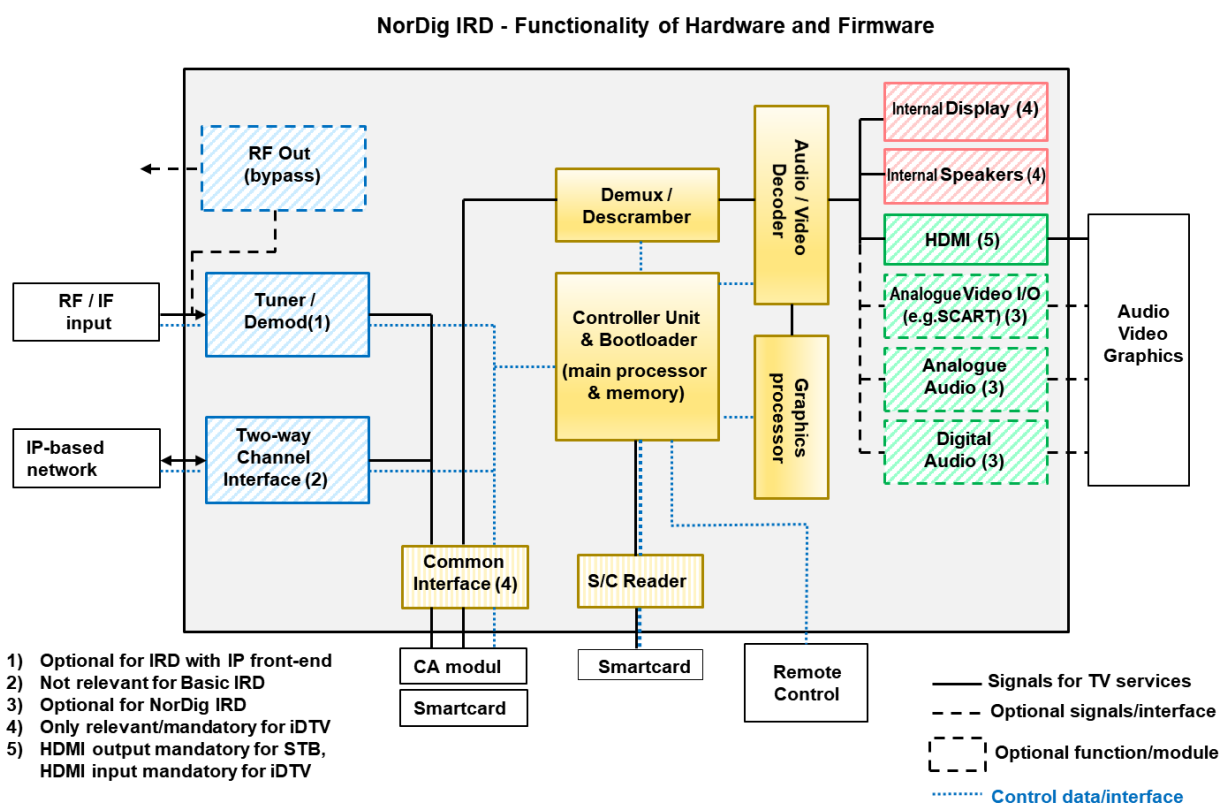 NorDig IRD - Functionality of Hardware and Firmware
RF Out
(bypass)
RF / IF
input
Tuner /
Demod(1)
IP-based
network
Two-way
Channel
Interface (2)
Common
Interface (4)
CA modul
Smartcard
Demux /
Descramber
Controller Unit
& Bootloader
(main processor
& memory)
S/C Reader
Smartcard
Audio / Video
Decoder
Graphics
processor
Remote
Control
Internal Display (4)
Internal Speakers (4)
HDMI (5)
Analogue Video I/O
(e.g.SCART) (3)
Analogue
Audio (3)
Digital
Audio (3)
Audio
Video
Graphics
1) Optional for IRD with IP front-end
2) Not relevant for Basic IRD
3) Optional for NorDig IRD
4) Only relevant/mandatory for iDTV
5) HDMI output mandatory for STB,
HDMI input mandatory for iDTV
Signals for TV services
Optional signals/interface
Optional function/module
Control data/interface